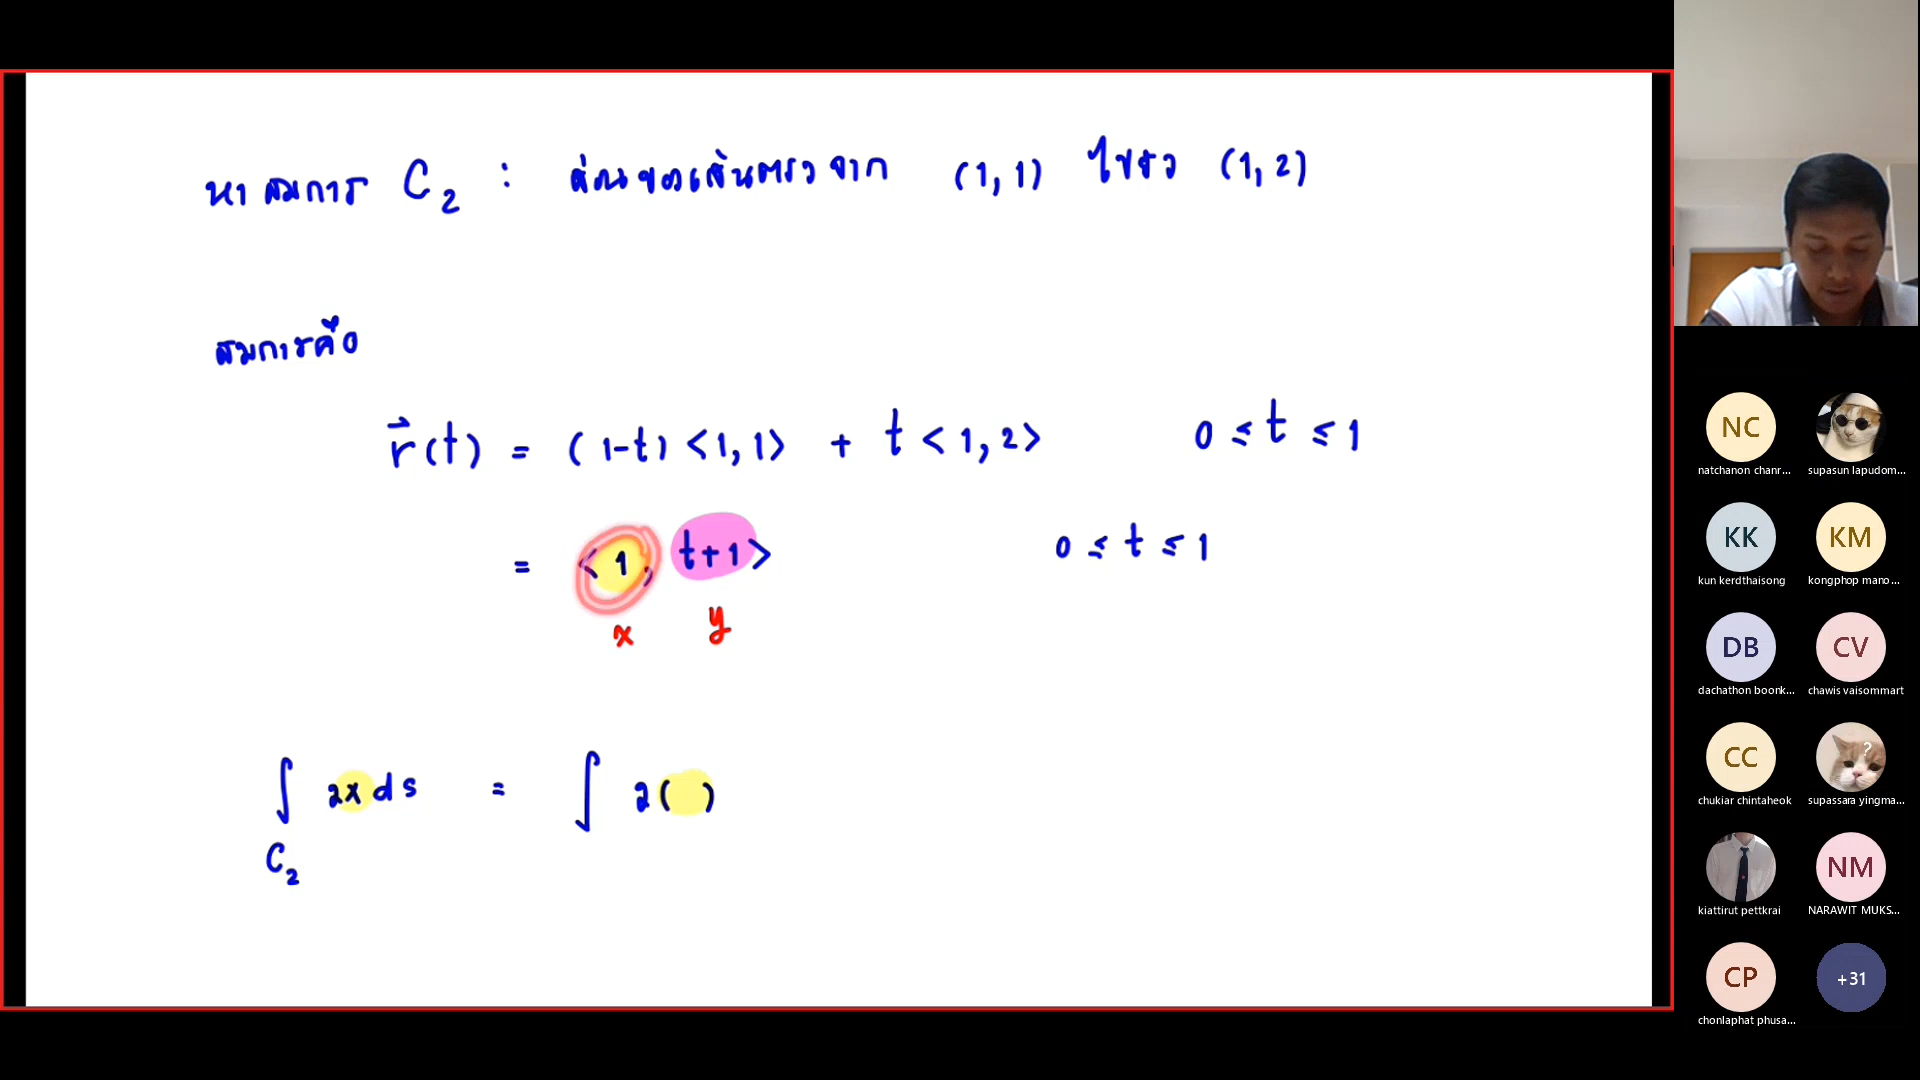 หาสมการ C₂ : ส่วนของเส้นตรงจาก (1,1) ไปยัง (1,2)
สมการคือ
r⃗(t) = (1-t) <1,1> + t <1,2> 0 ≤ t ≤ 1
= <1, t+1> 0 ≤ t ≤ 1
x y
∫ 2x ds = ∫ 2( )
C₂
NC
natchanon chanr...
supasun lapudom...
KK
kun kerdthaisong
KM
kongphop mano...
DB
dachathon boonk...
CV
chawis vaisommart
CC
chukiar chintaheok
?
supassara yingma...
kiattirut pettkrai
NM
NARAWIT MUKS...
CP
chonlaphat phusa...
+31